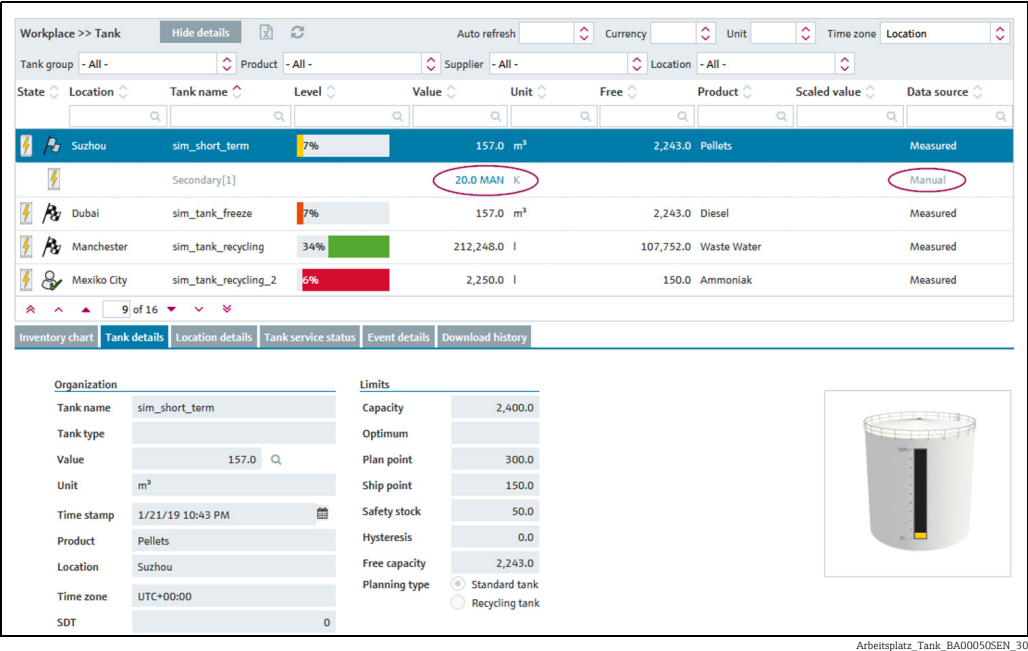 Workplace >> Tank Hide details Auto refresh Currency Unit Time zone Location
Tank group - All - Product - All - Supplier - All - Location - All -
State Location Tank name Level Value Unit Free Product Scaled value Data source
Suzhou sim_short_term 7% 157.0 m³ 2,243.0 Pellets Measured
Secondary[1] 20.0 MAN K Manual
Dubai sim_tank_freeze 7% 157.0 m³ 2,243.0 Diesel Measured
Manchester sim_tank_recycling 34% 212,248.0 l 107,752.0 Waste Water Measured
Mexiko City sim_tank_recycling_2 6% 2,250.0 l 150.0 Ammoniak Measured
9 of 16
Inventory chart Tank details Location details Tank service status Event details Download history
Organization
Tank name sim_short_term
Tank type
Value 157.0
Unit m³
Time stamp 1/21/19 10:43 PM
Product Pellets
Location Suzhou
Time zone UTC+00:00
SDT 0
Limits
Capacity 2,400.0
Optimum
Plan point 300.0
Ship point 150.0
Safety stock 50.0
Hysteresis 0.0
Free capacity 2,243.0
Planning type Standard tank
Recycling tank
100%
0%
Arbeitsplatz_Tank_BA00050SEN_30